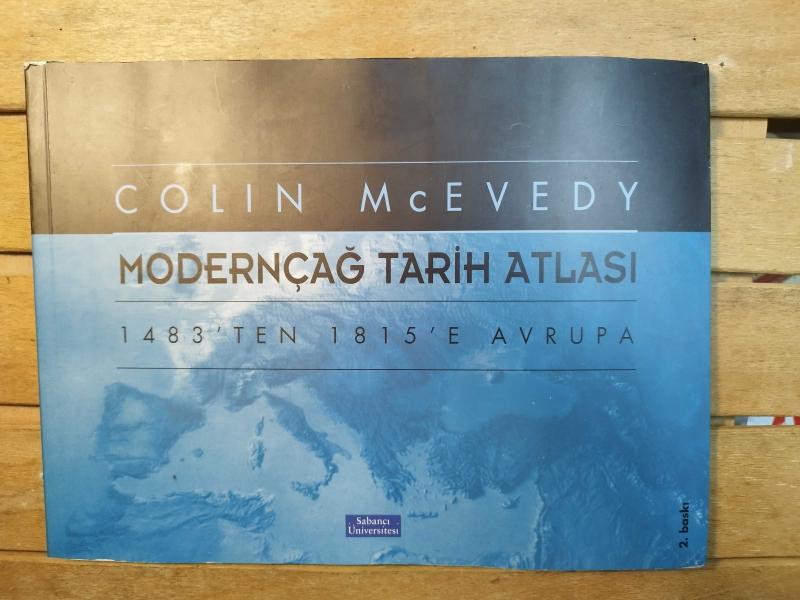 COLIN McEVEDY
MODERNÇAĞ TARİH ATLASI
1483'TEN 1815'E AVRUPA
Sabancı
Üniversitesi
2. baskı